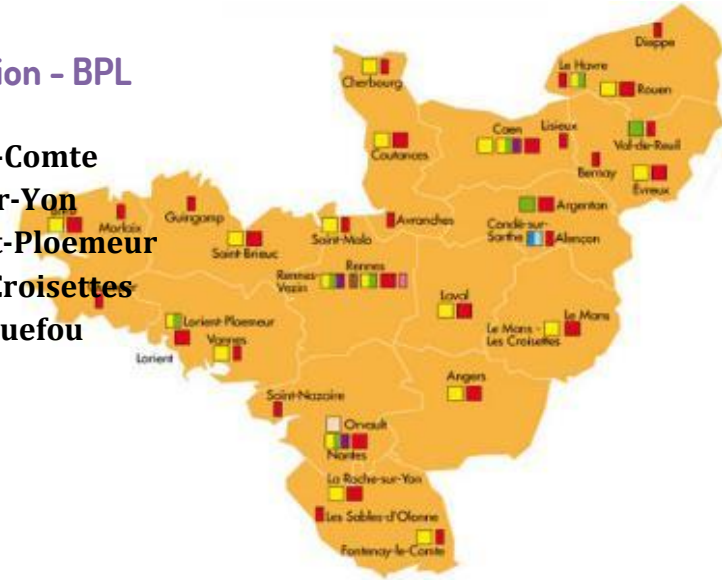 ion - BPL
-Comte
r-Yon
t-Ploemeur
Croisettes
uefou
Dieppe
Le Havre
Rouen
Cherbourg
Caen
Lisieux
Val-de-Reuil
Coutances
Bernay
Evreux
Guingamp
Morlaix
Avranches
Argentan
Saint-Malo
Condé-sur-
Sarthe
Alençon
Saint-Brieuc
Rennes-
Vezin
Rennes
Laval
Le Mans
Le Mans -
Les Croisettes
Lorient-Ploemeur
Lorient
Vannes
Angers
Saint-Nazaire
Orvault
Nantes
La Roche-sur-Yon
Les Sables-d'Olonne
Fontenay-le-Comte